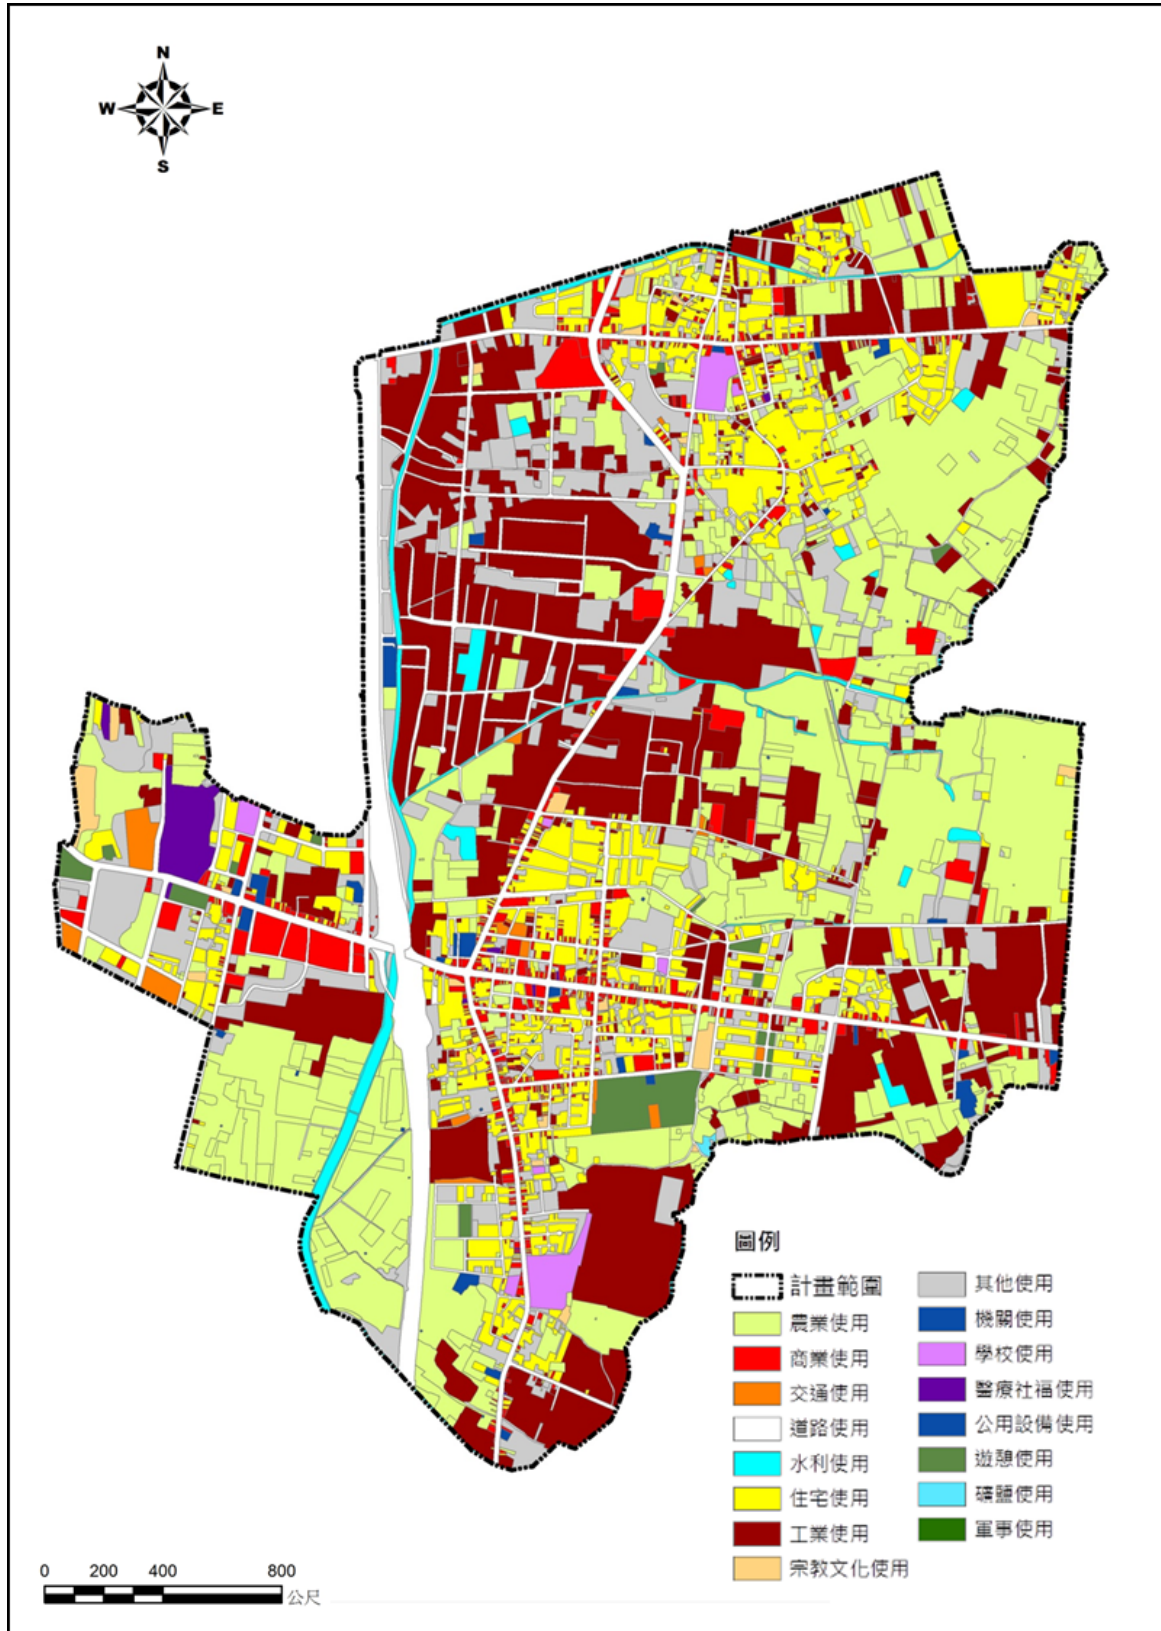 N
W E
S
圖例
計畫範圍
農業使用
商業使用
交通使用
道路使用
水利使用
住宅使用
工業使用
宗教文化使用
其他使用
機關使用
學校使用
醫療社福使用
公用設備使用
遊憩使用
礦鹽使用
軍事使用
0 200 400 800
公尺